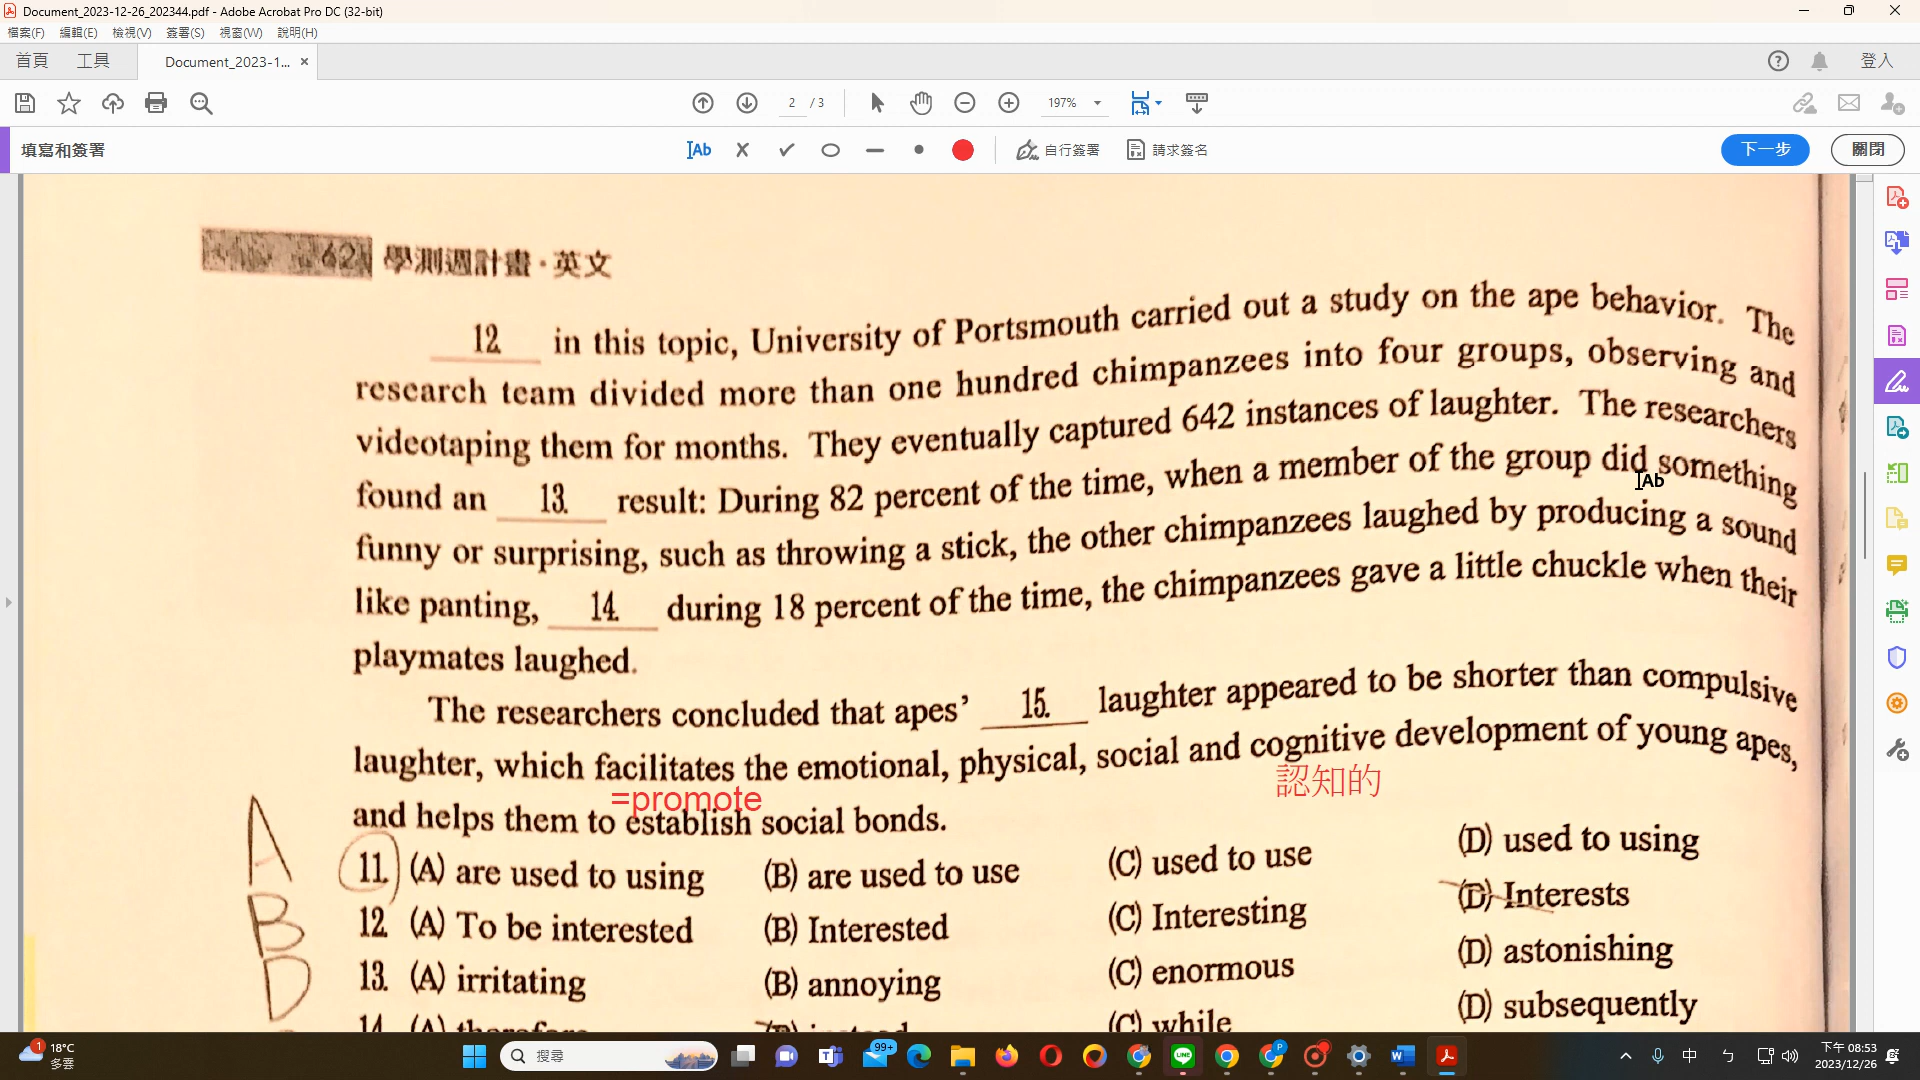 Document_2023-12-26_202344.pdf - Adobe Acrobat Pro DC (32-bit)
檔案(F) 編輯(E) 檢視(V) 簽署(S) 視窗(W) 說明(H)
首頁 工具 Document_2023-1... × 登入
2 / 3 197%
填寫和簽署 Ab 自行簽署 請求簽名 下一步 關閉
62 學測週計畫·英文
12. in this topic, University of Portsmouth carried out a study on the ape behavior. The
research team divided more than one hundred chimpanzees into four groups, observing and
videotaping them for months. They eventually captured 642 instances of laughter. The researchers
found an 13. result: During 82 percent of the time, when a member of the group did something
Ab
funny or surprising, such as throwing a stick, the other chimpanzees laughed by producing a sound
like panting, 14. during 18 percent of the time, the chimpanzees gave a little chuckle when their
playmates laughed.
The researchers concluded that apes' 15. laughter appeared to be shorter than compulsive
laughter, which facilitates the emotional, physical, social and cognitive development of young apes,
=promote 認知的
and helps them to establish social bonds.
A 11. (A) are used to using (B) are used to use (C) used to use (D) used to using
B 12. (A) To be interested (B) Interested (C) Interesting (D) Interests
D 13. (A) irritating (B) annoying (C) enormous (D) astonishing
14. (A) therefore (B) instead (C) while (D) subsequently
1 18°C
多雲
搜尋
99+
中
下午 08:53
2023/12/26